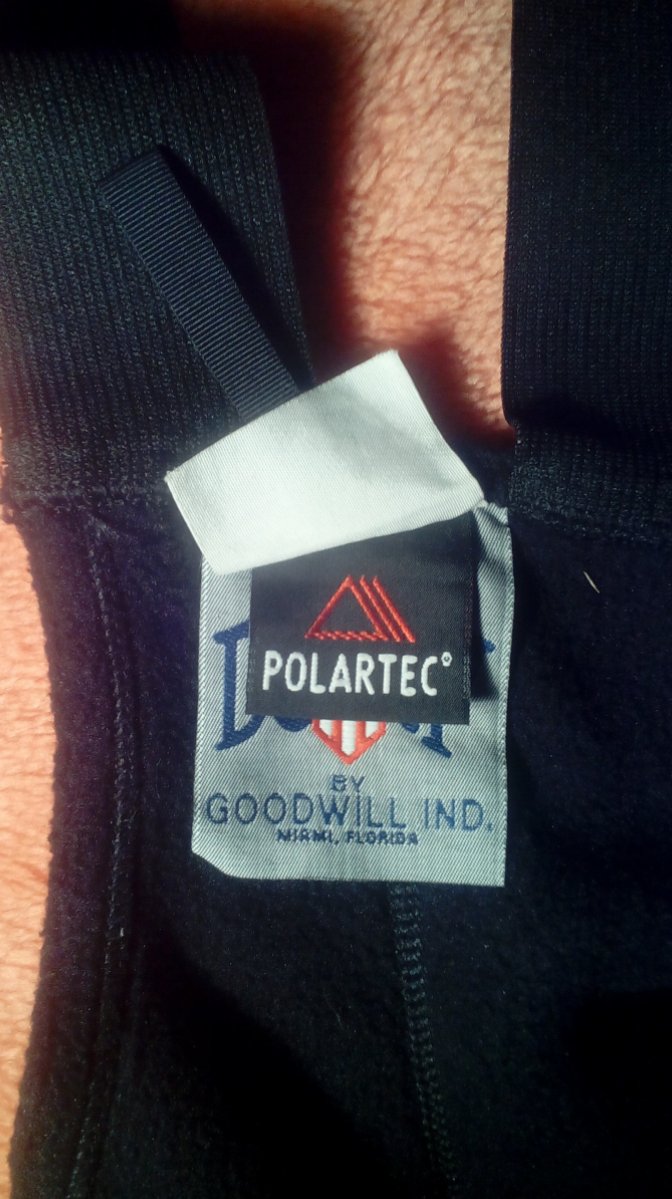 POLARTEC°
BY
GOODWILL IND.
MIAMI, FLORIDA